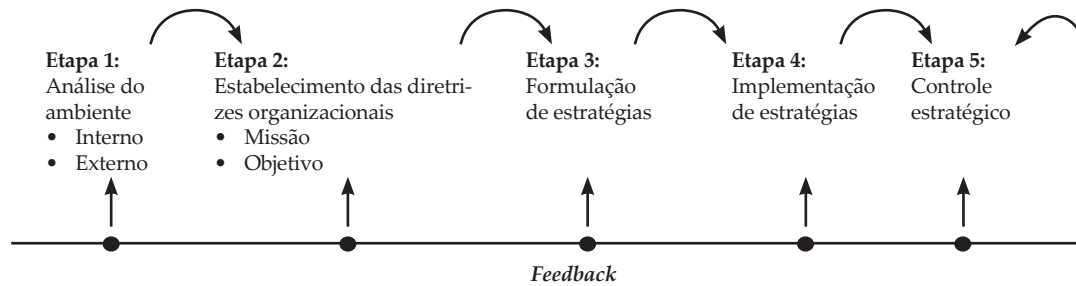 Etapa 1:
Análise do
ambiente
• Interno
• Externo
Etapa 2:
Estabelecimento das diretri-
zes organizacionais
• Missão
• Objetivo
Etapa 3:
Formulação
de estratégias
Etapa 4:
Implementação
de estratégias
Etapa 5:
Controle
estratégico
Feedback